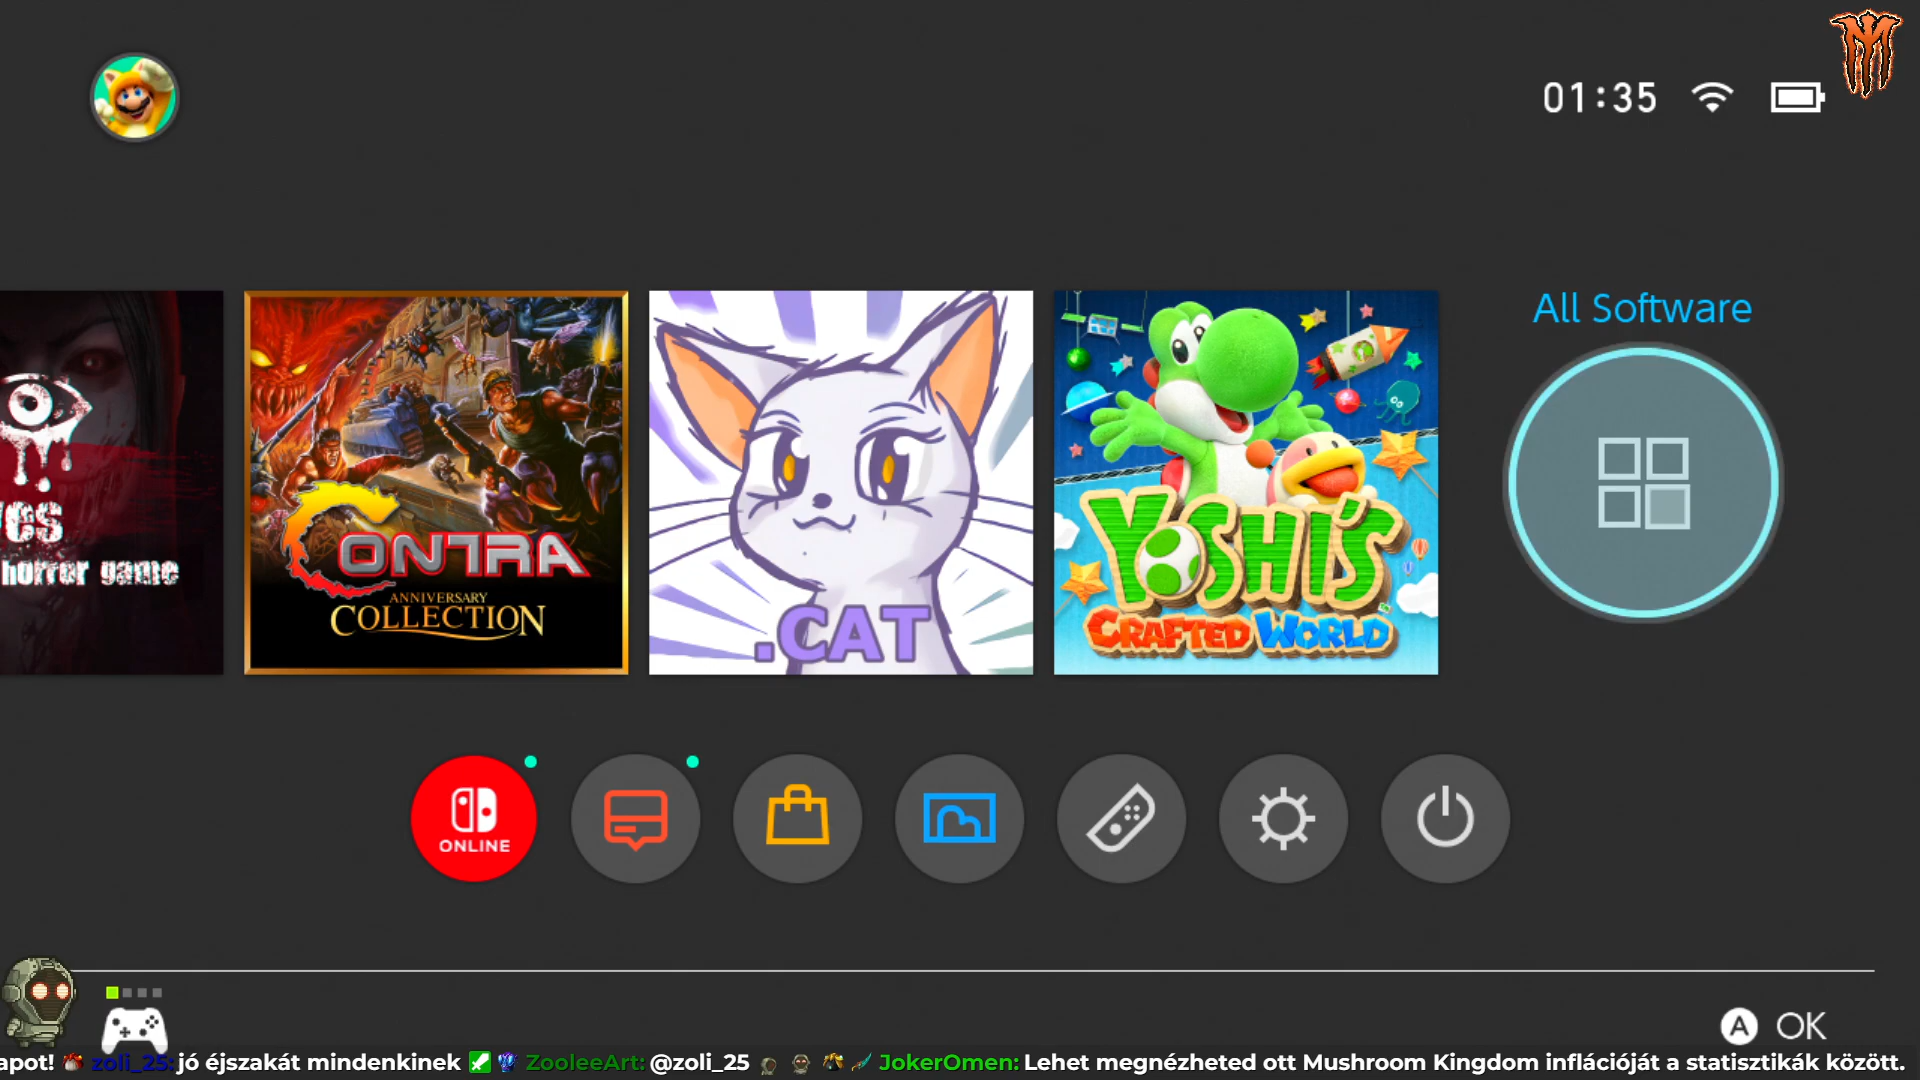 01:35
All Software
horror game
CONTRA
ANNIVERSARY
COLLECTION
.CAT
YOSHI'S
CRAFTED WORLD
ONLINE
A OK
apot! zoli_25: jó éjszakát mindenkinek ZooleeArt: @zoli_25 JokerOmen: Lehet megnézheted ott Mushroom Kingdom inflációját a statisztikák között.